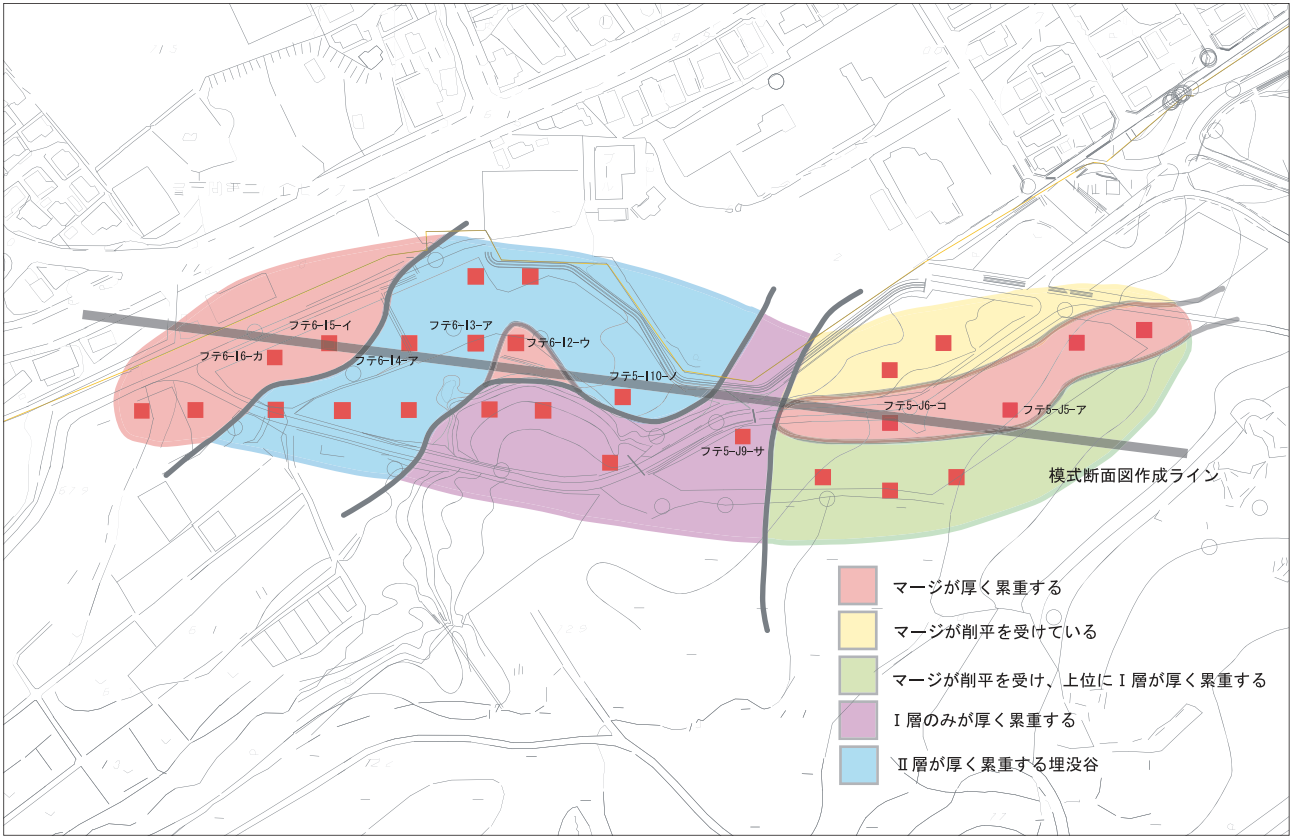 フテ6-I5-イ
フテ6-I3-ア
フテ6-I2-ウ
フテ6-I6-カ
フテ6-I4-ア
フテ5-I10-ノ
フテ5-J6-コ
フテ5-J5-ア
フテ5-J9-サ
模式断面図作成ライン
マージが厚く累重する
マージが削平を受けている
マージが削平を受け、上位にⅠ層が厚く累重する
Ⅰ層のみが厚く累重する
Ⅱ層が厚く累重する埋没谷